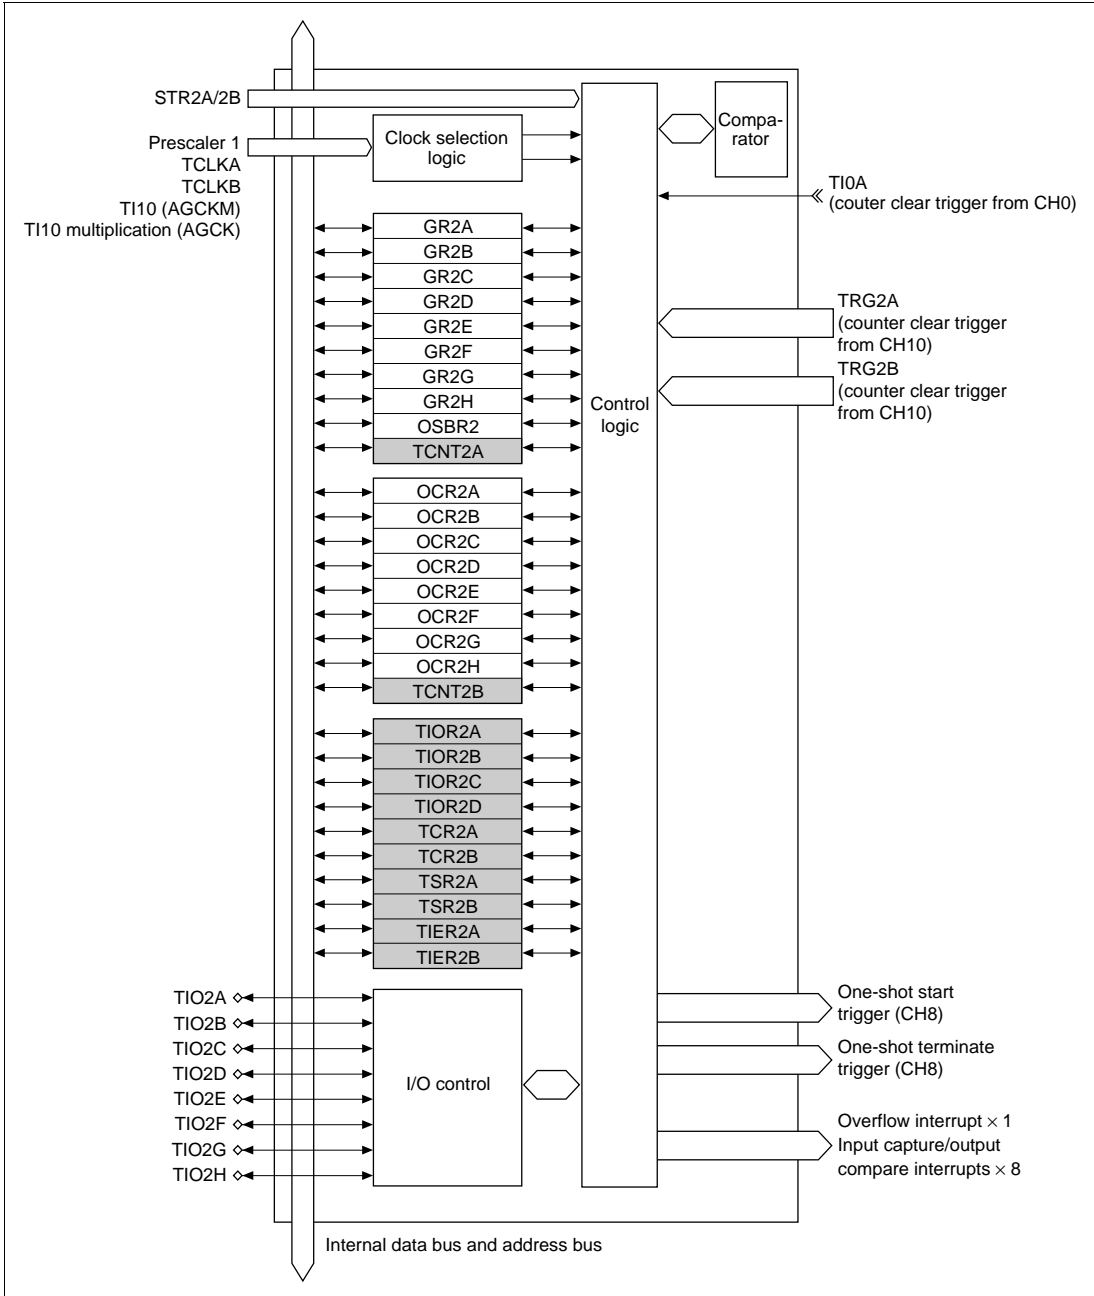 STR2A/2B
Prescaler 1
TCLKA
TCLKB
TI10 (AGCKM)
TI10 multiplication (AGCK)
Clock selection
logic
Compa-
rator
TI0A
(couter clear trigger from CH0)
GR2A
GR2B
GR2C
GR2D
GR2E
GR2F
GR2G
GR2H
OSBR2
TCNT2A
TRG2A
(counter clear trigger
from CH10)
TRG2B
(counter clear trigger
from CH10)
Control
logic
OCR2A
OCR2B
OCR2C
OCR2D
OCR2E
OCR2F
OCR2G
OCR2H
TCNT2B
TIOR2A
TIOR2B
TIOR2C
TIOR2D
TCR2A
TCR2B
TSR2A
TSR2B
TIER2A
TIER2B
TIO2A
TIO2B
TIO2C
TIO2D
TIO2E
TIO2F
TIO2G
TIO2H
I/O control
One-shot start
trigger (CH8)
One-shot terminate
trigger (CH8)
Overflow interrupt × 1
Input capture/output
compare interrupts × 8
Internal data bus and address bus